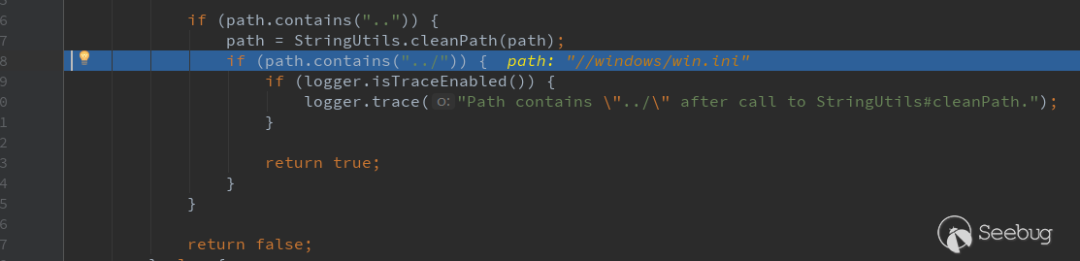 6 if (path.contains("..")) {
7 path = StringUtils.cleanPath(path);
8 if (path.contains("../")) { path: "//windows/win.ini"
9 if (logger.isTraceEnabled()) {
0 logger.trace( o: "Path contains \"../\" after call to StringUtils#cleanPath.");
1 }
2
3 return true;
4 }
5 }
6
7 return false;
Seebug